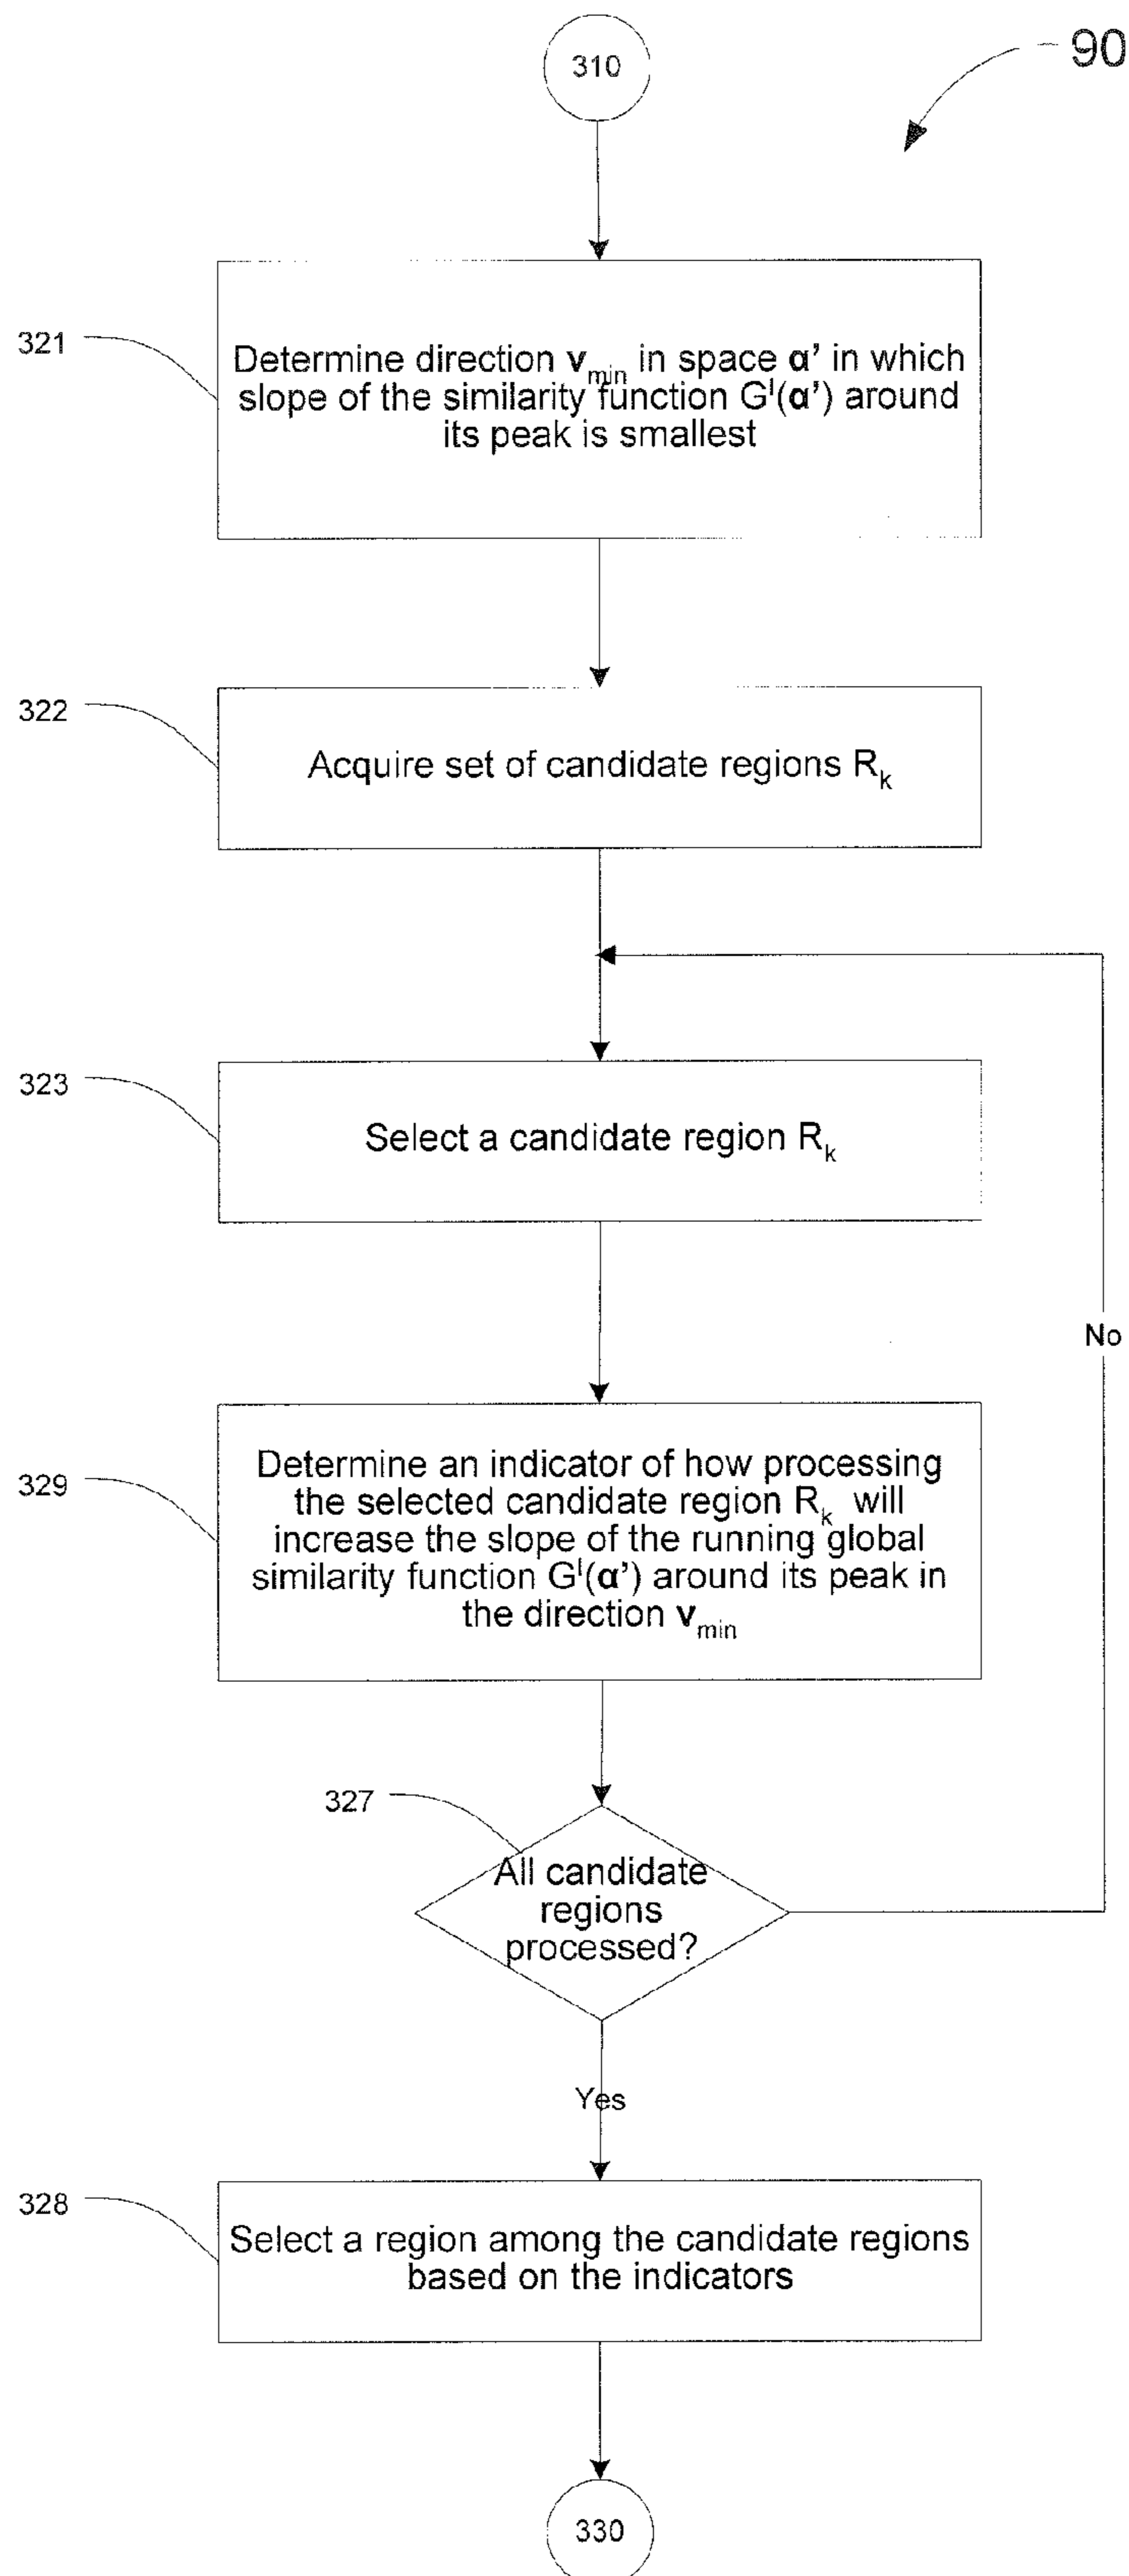 310
90
321
Determine direction v_min in space α’ in which
slope of the similarity function G^I(α’) around
its peak is smallest
322
Acquire set of candidate regions R_k
323
Select a candidate region R_k
No
329
Determine an indicator of how processing
the selected candidate region R_k will
increase the slope of the running global
similarity function G^I(α’) around its peak in
the direction v_min
327
All candidate
regions
processed?
Yes
328
Select a region among the candidate regions
based on the indicators
330